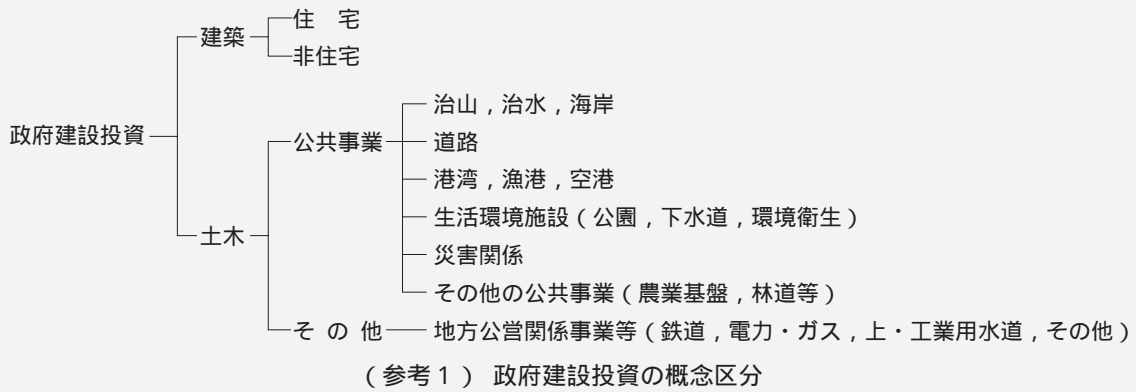 政府建設投資
建築
住　宅
非住宅
土木
公共事業
治山，治水，海岸
道路
港湾，漁港，空港
生活環境施設（公園，下水道，環境衛生）
災害関係
その他の公共事業（農業基盤，林道等）
そ の 他
地方公営関係事業等（鉄道，電力・ガス，上・工業用水道，その他）
（参考１） 政府建設投資の概念区分